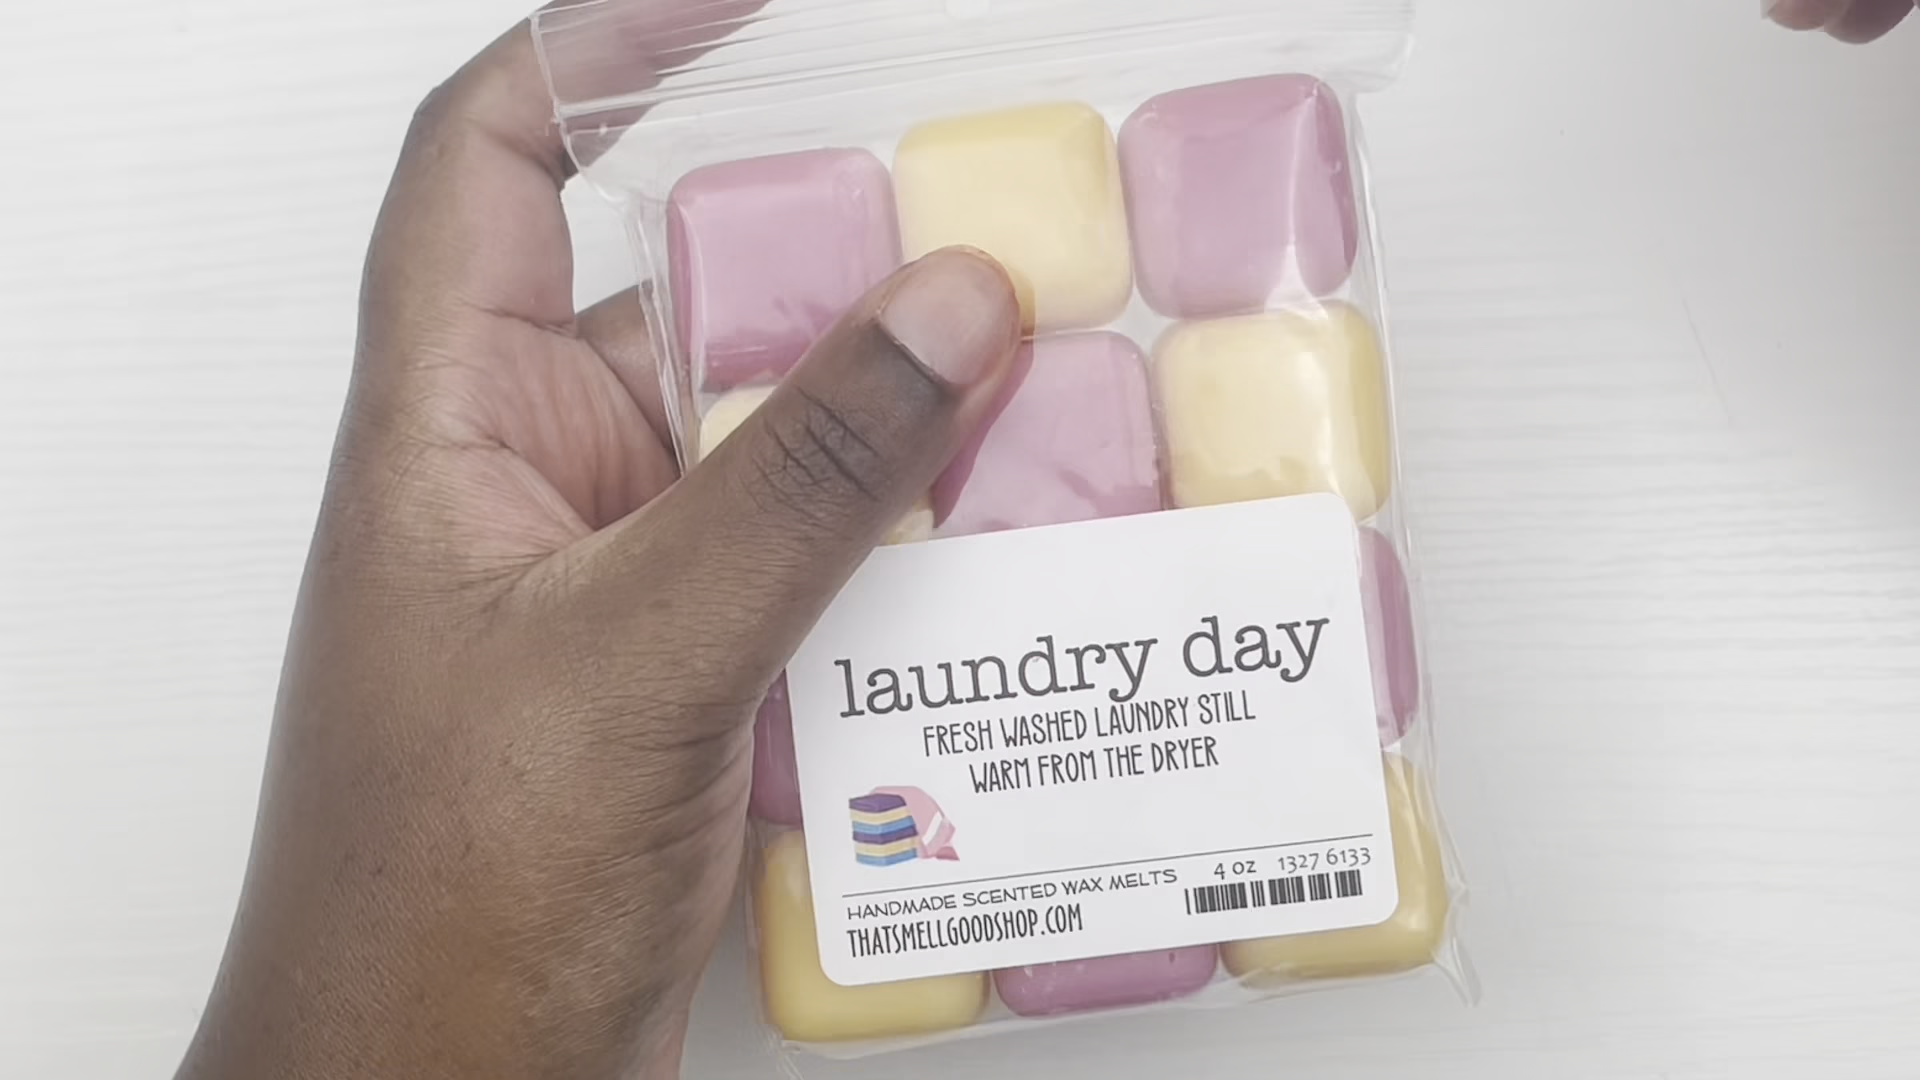 laundry day
FRESH WASHED LAUNDRY STILL
WARM FROM THE DRYER
HANDMADE SCENTED WAX MELTS
THATSMELLGOODSHOP.COM
4 OZ 1327 6133